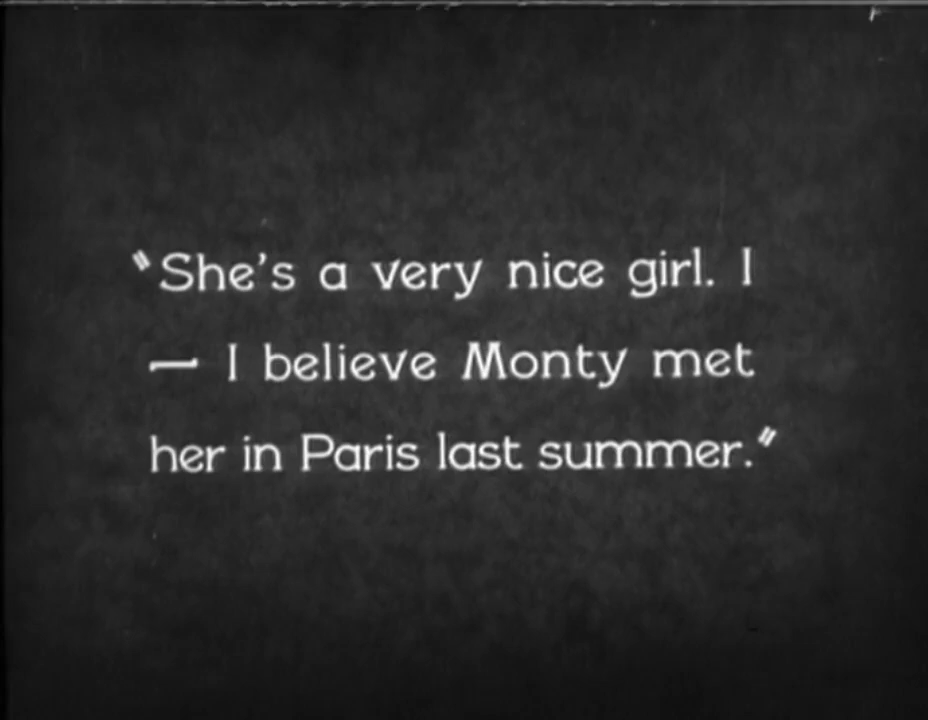 "She's a very nice girl. I
— I believe Monty met
her in Paris last summer."